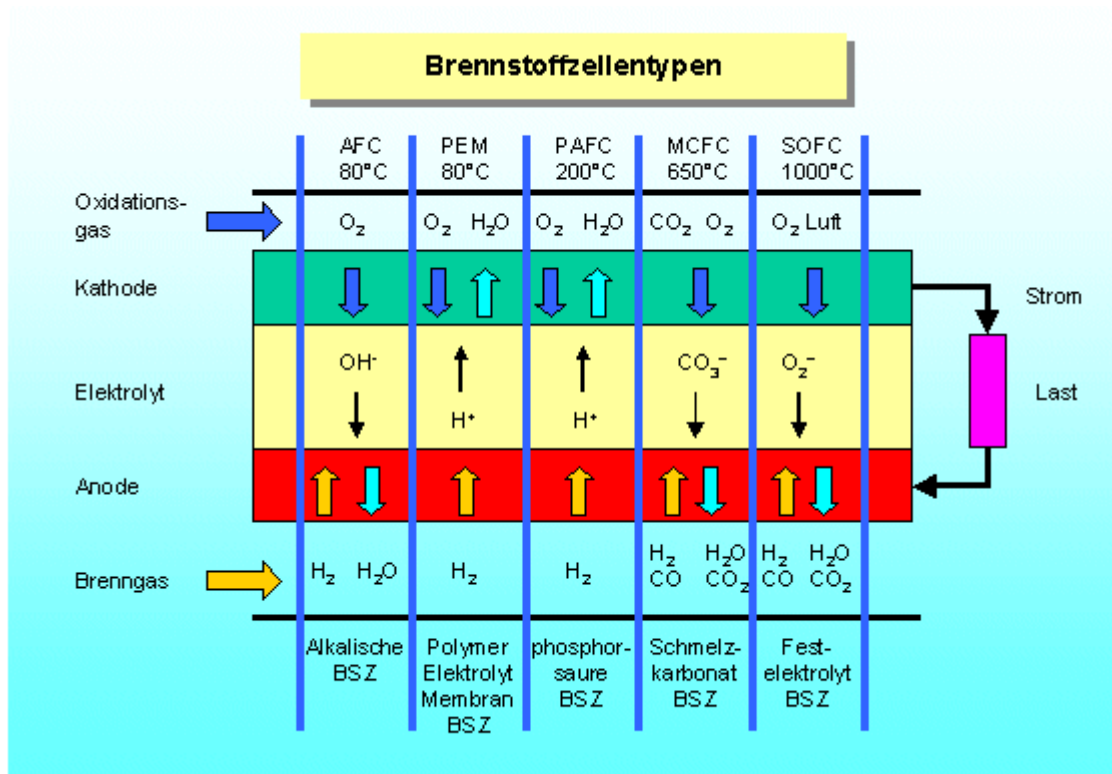 Brennstoffzellentypen
AFC PEM PAFC MCFC SOFC
80°C 80°C 200°C 650°C 1000°C
Oxidations-
gas
O₂ O₂ H₂O O₂ H₂O CO₂ O₂ O₂ Luft
Kathode
Strom
OH⁻ CO₃⁻ O₂⁻
Elektrolyt
Last
H⁺ H⁺
Anode
H₂ H₂O H₂ H₂O
CO CO₂ CO CO₂
Brenngas
H₂ H₂O H₂ H₂
Alkalische
BSZ
Polymer
Elektrolyt
Membran
BSZ
phosphor-
saure
BSZ
Schmelz-
karbonat
BSZ
Fest-
elektrolyt
BSZ